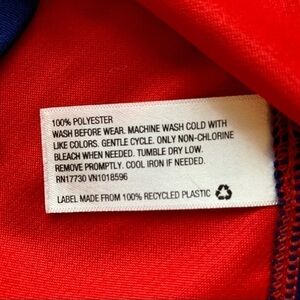 100% POLYESTER
WASH BEFORE WEAR. MACHINE WASH COLD WITH
LIKE COLORS. GENTLE CYCLE. ONLY NON-CHLORINE
BLEACH WHEN NEEDED. TUMBLE DRY LOW.
REMOVE PROMPTLY. COOL IRON IF NEEDED.
RN17730 VN1018596
LABEL MADE FROM 100% RECYCLED PLASTIC